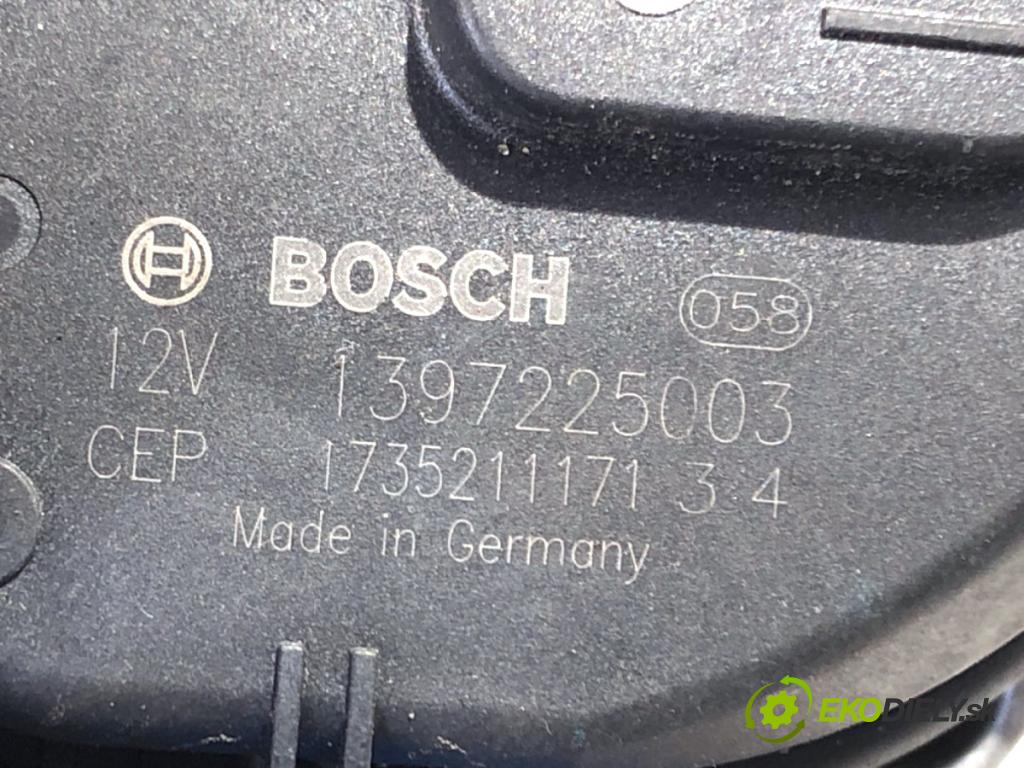 BOSCH 058
12V 1397225003
CEP 1735211171 3 4
Made in Germany
EKODIELY.sk